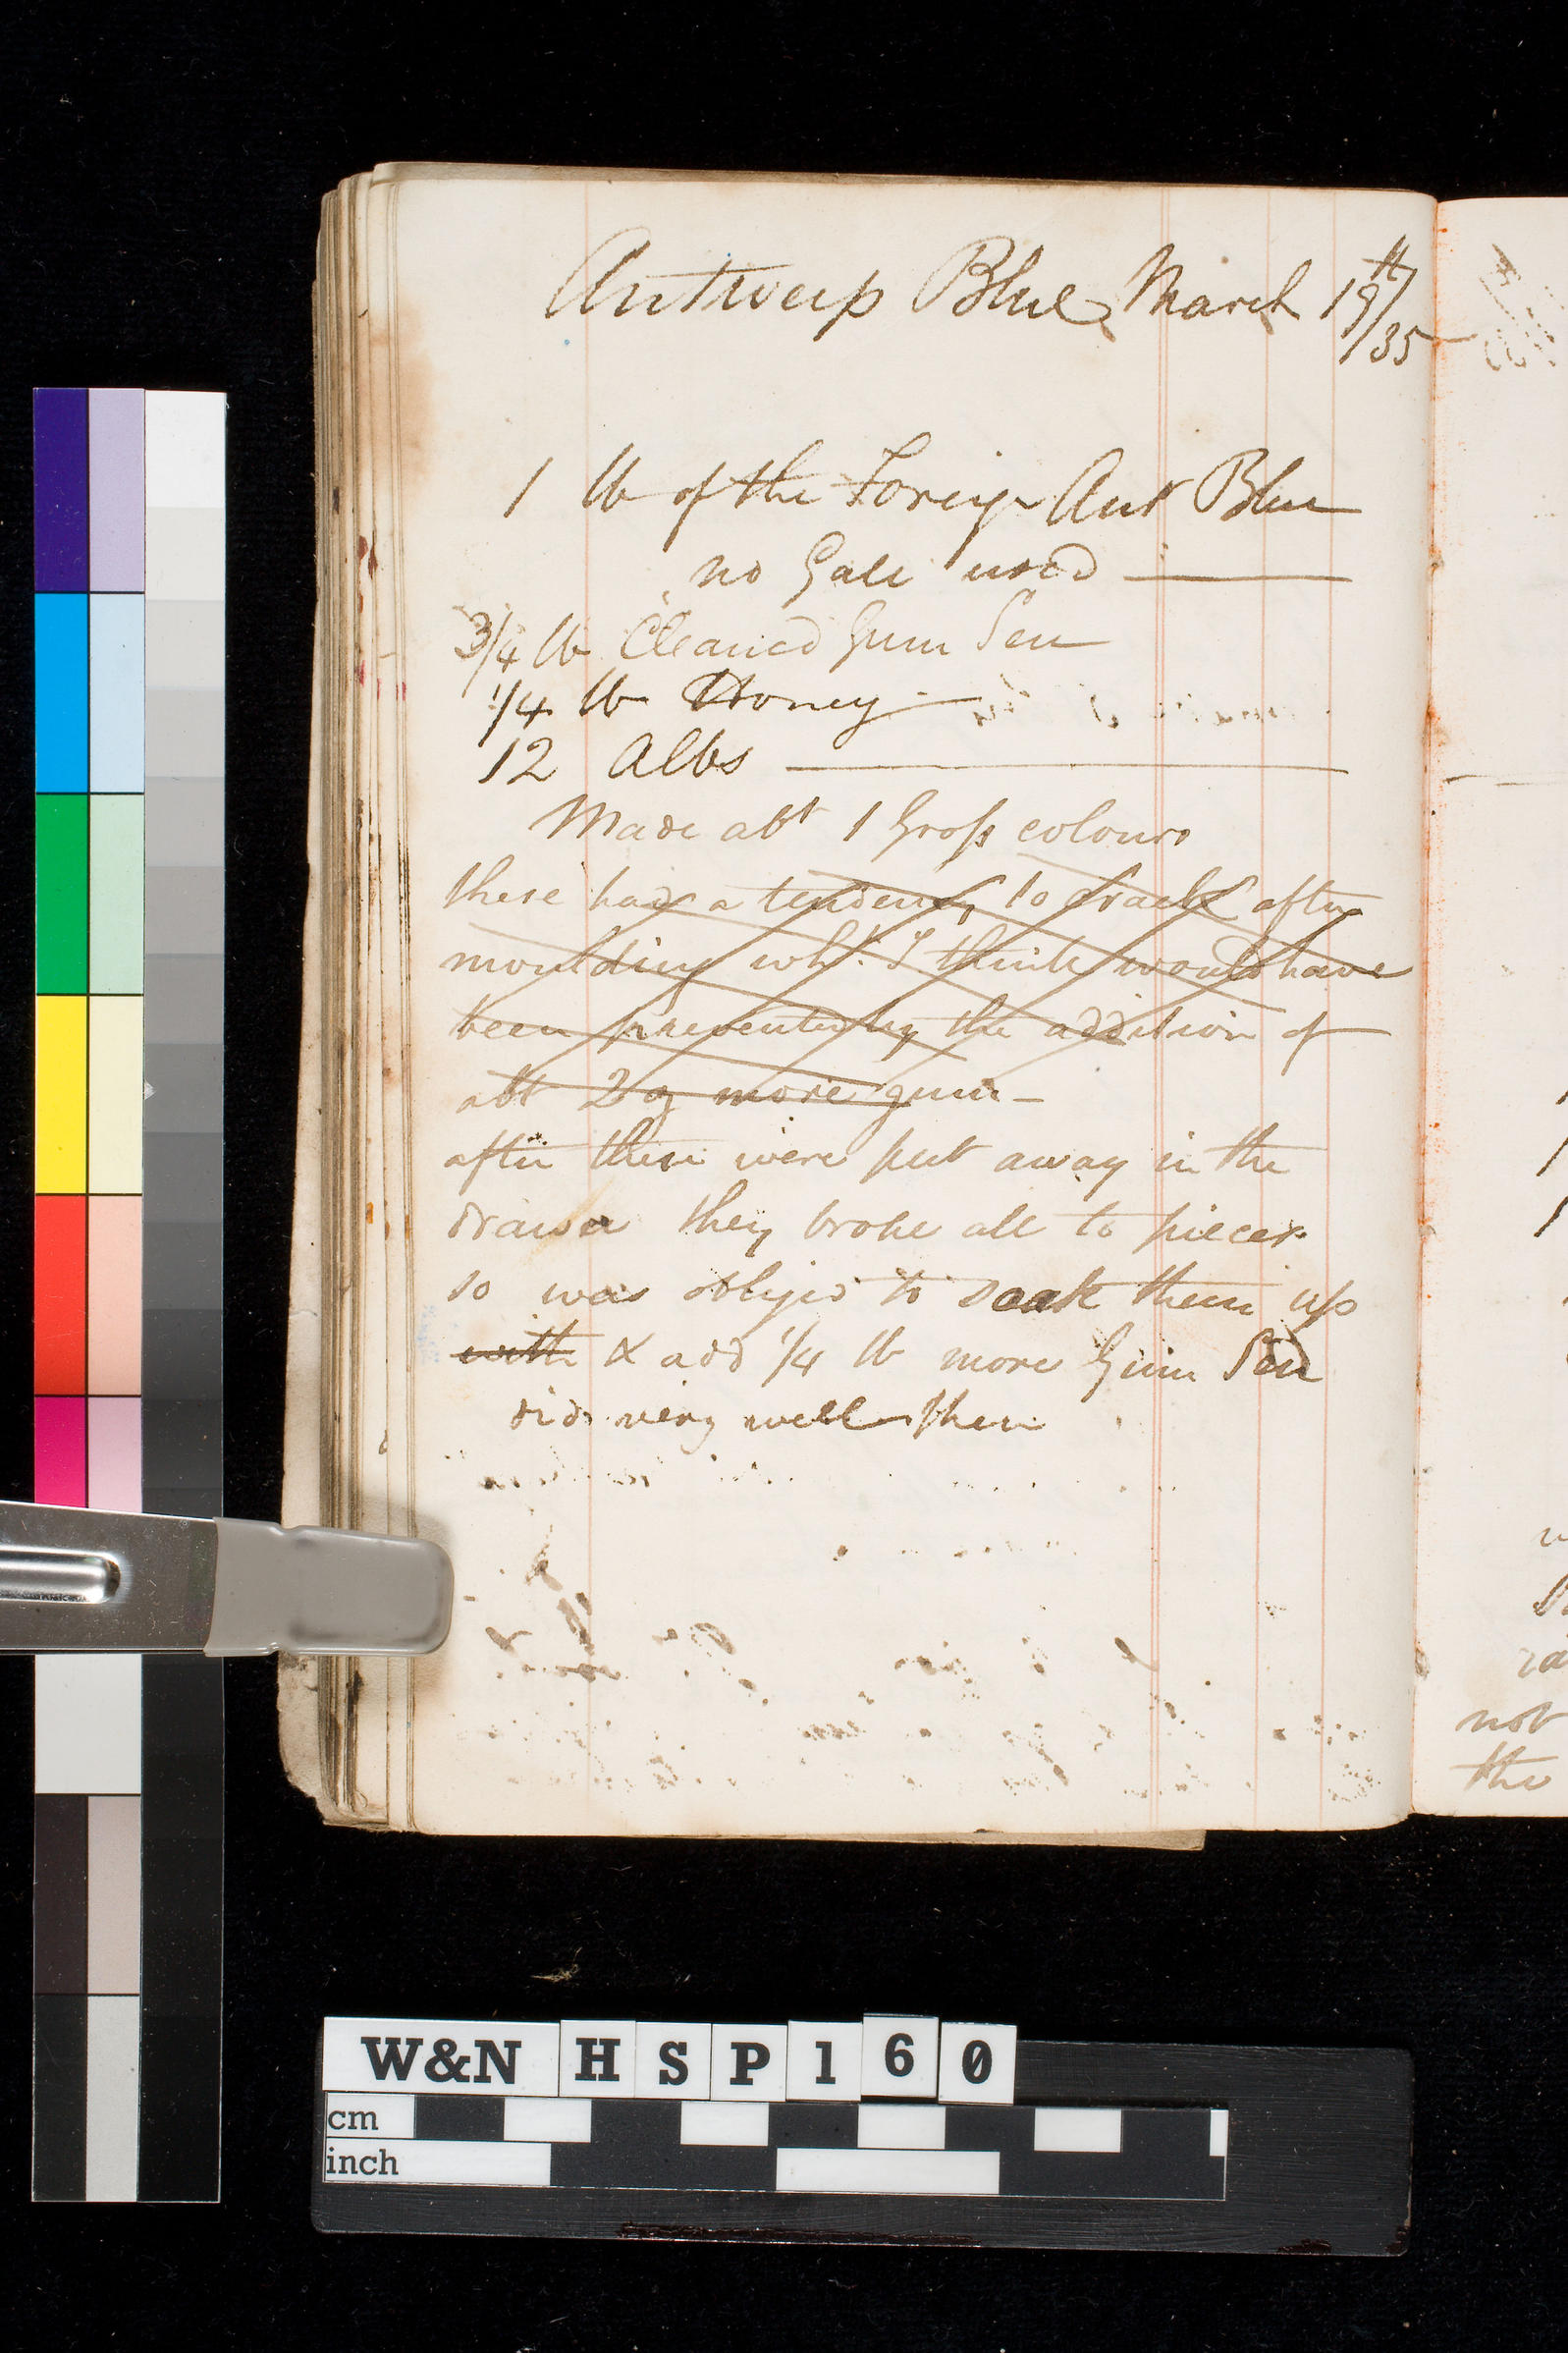 Antwerp Blue, March 19th/35
1 lb of the Foreign Ant Blue
no Gall used
3/4 lb Cleaned Gum Sen
1/4 lb Honey
12 Albs
Made abt 1 Gross colours
these had a tendency to crack after
moulding wh. I think would have
been prevented by the addition of
abt 2 oz more gum
after these were put away in the
drawer they broke all to pieces
so was obliged to soak them up
with & add 1/4 lb more Gum Sen
did very well then
not
the
W&N HSP160
cm
inch